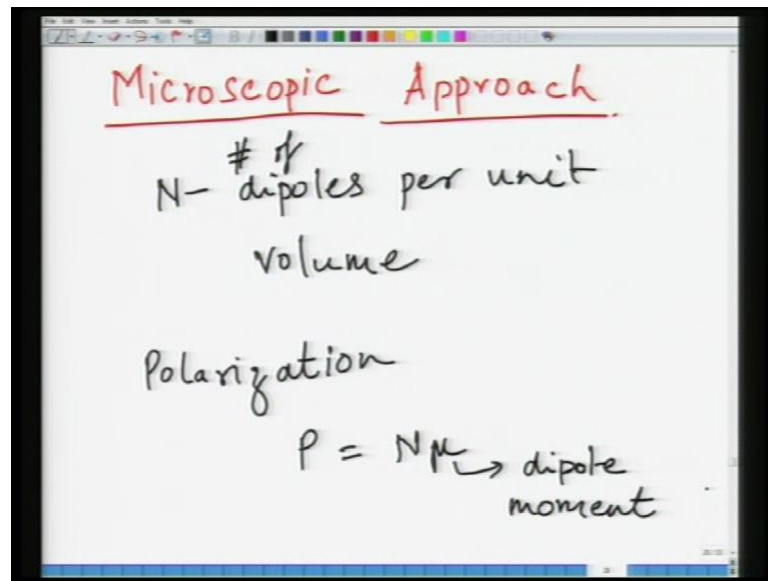 Microscopic Approach
# of
N- dipoles per unit
volume
Polarization
P = Nμ → dipole
moment